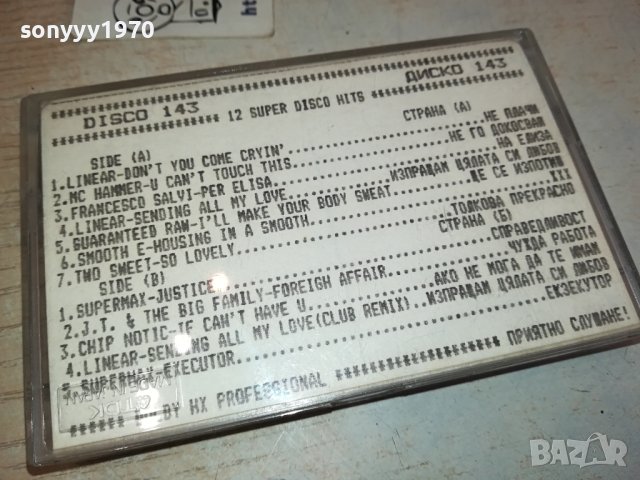 sonyyy1970
DISCO 143 ДИСКО 143
12 SUPER DISCO HITS
SIDE (A) СТРАНА (A)
1.LINEAR-DON'T YOU COME CRYIN' НЕ ПЛАЧИ
2.MC HAMMER-U CAN'T TOUCH THIS НЕ ГО ДОКОСВАЙ
3.FRANCESCO SALVI-PER ELISA НА ЕЛИЗА
4.LINEAR-SENDING ALL MY LOVE ИЗПРАЩАМ ЦЯЛАТА СИ ЛЮБОВ
5.GUARANTEED RAW-I'LL MAKE YOUR BODY SWEAT ЩЕ СЕ ИЗПОТИШ
6.SMOOTH E-HOUSING IN A SMOOTH XXX
7.TWO SWEET-SO LOVELY ТОЛКОВА ПРЕКРАСНО
SIDE (B) СТРАНА (Б)
1.SUPERMAX-JUSTICE СПРАВЕДЛИВОСТ
2.J.T. & THE BIG FAMILY-FOREIGN AFFAIR ЧУЖДА РАБОТА
3.CHIP NOTIC-IF CAN'T HAVE U АКО НЕ МОГА ДА ТЕ ИМАМ
4.LINEAR-SENDING ALL MY LOVE(CLUB REMIX) ИЗПРАЩАМ ЦЯЛАТА СИ ЛЮБОВ
SUPERMAX-EXECUTOR ЕКЗЕКУТОР
BY HX PROFESSIONAL ПРИЯТНО СЛУШАНЕ!
TDK
BAZAR